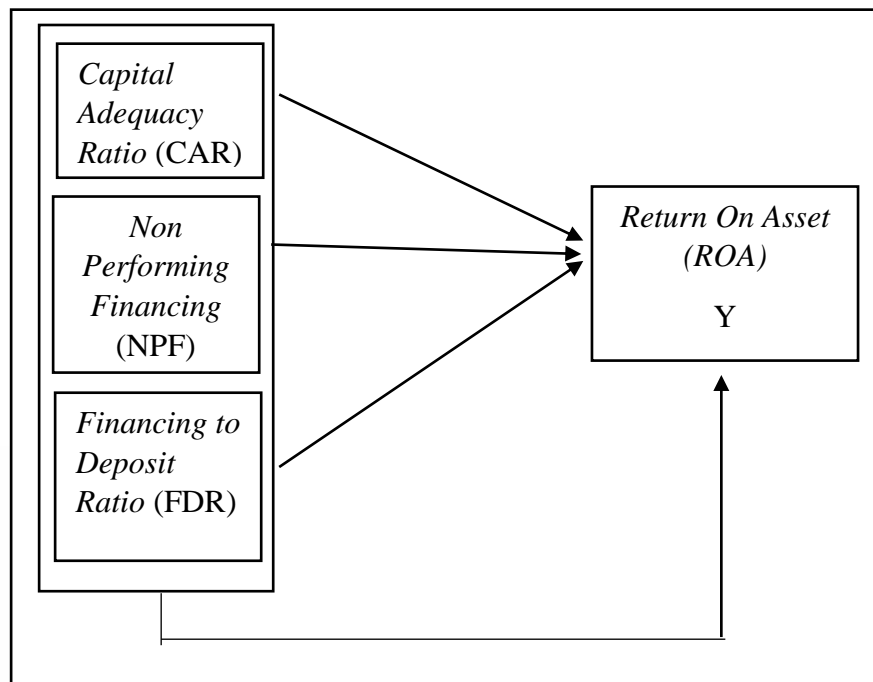 Capital
Adequacy
Ratio (CAR)
Non
Performing
Financing
(NPF)
Financing to
Deposit
Ratio (FDR)
Return On Asset
(ROA)
Y